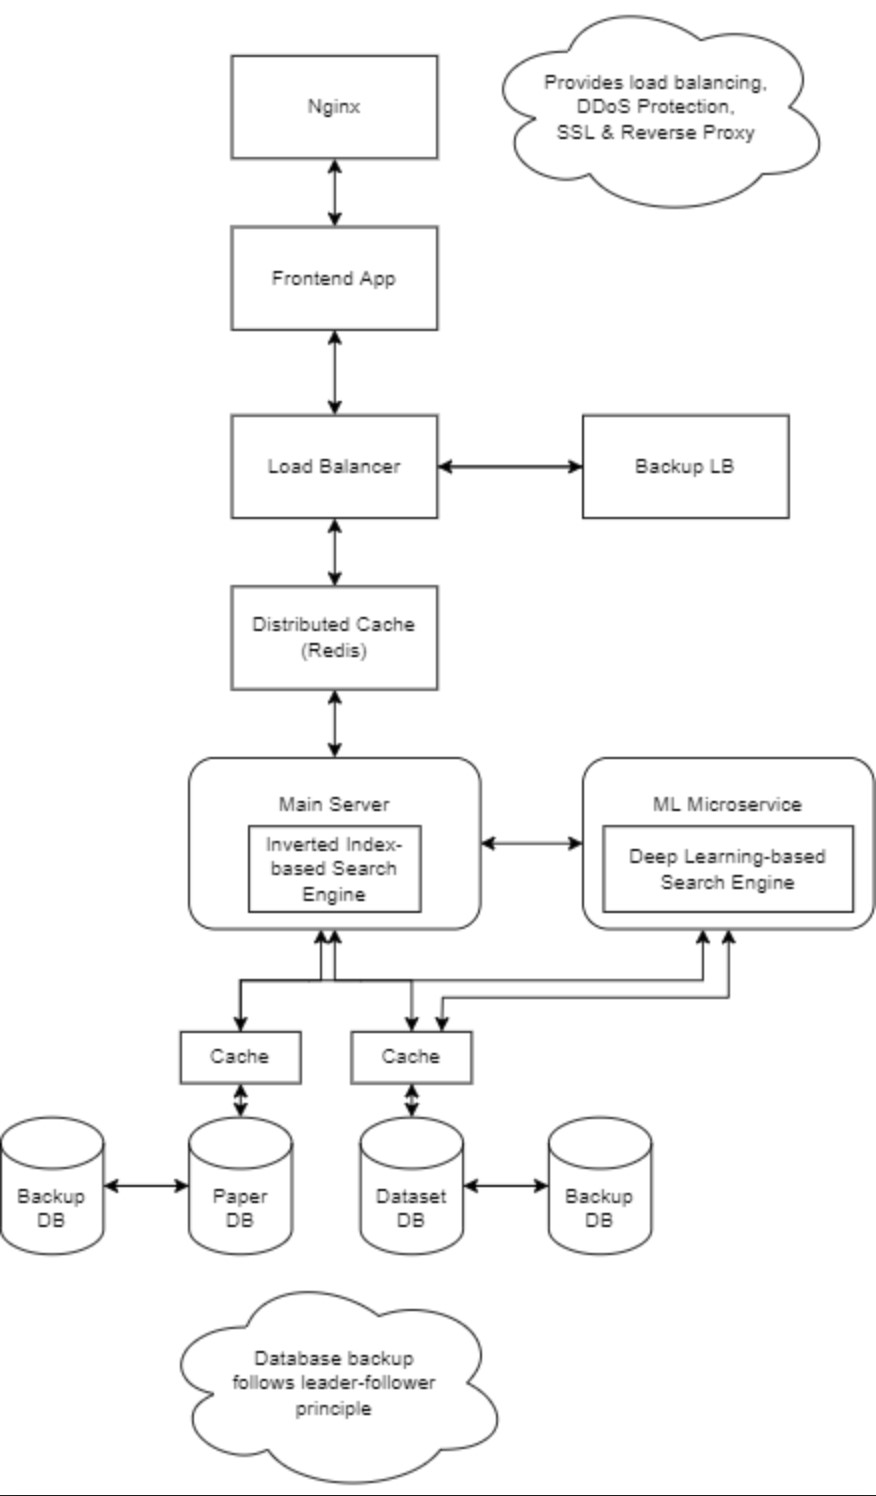 Nginx
Provides load balancing,
DDoS Protection,
SSL & Reverse Proxy
Frontend App
Load Balancer
Backup LB
Distributed Cache
(Redis)
Main Server
Inverted Index-
based Search
Engine
ML Microservice
Deep Learning-based
Search Engine
Cache
Cache
Backup
DB
Paper
DB
Dataset
DB
Backup
DB
Database backup
follows leader-follower
principle